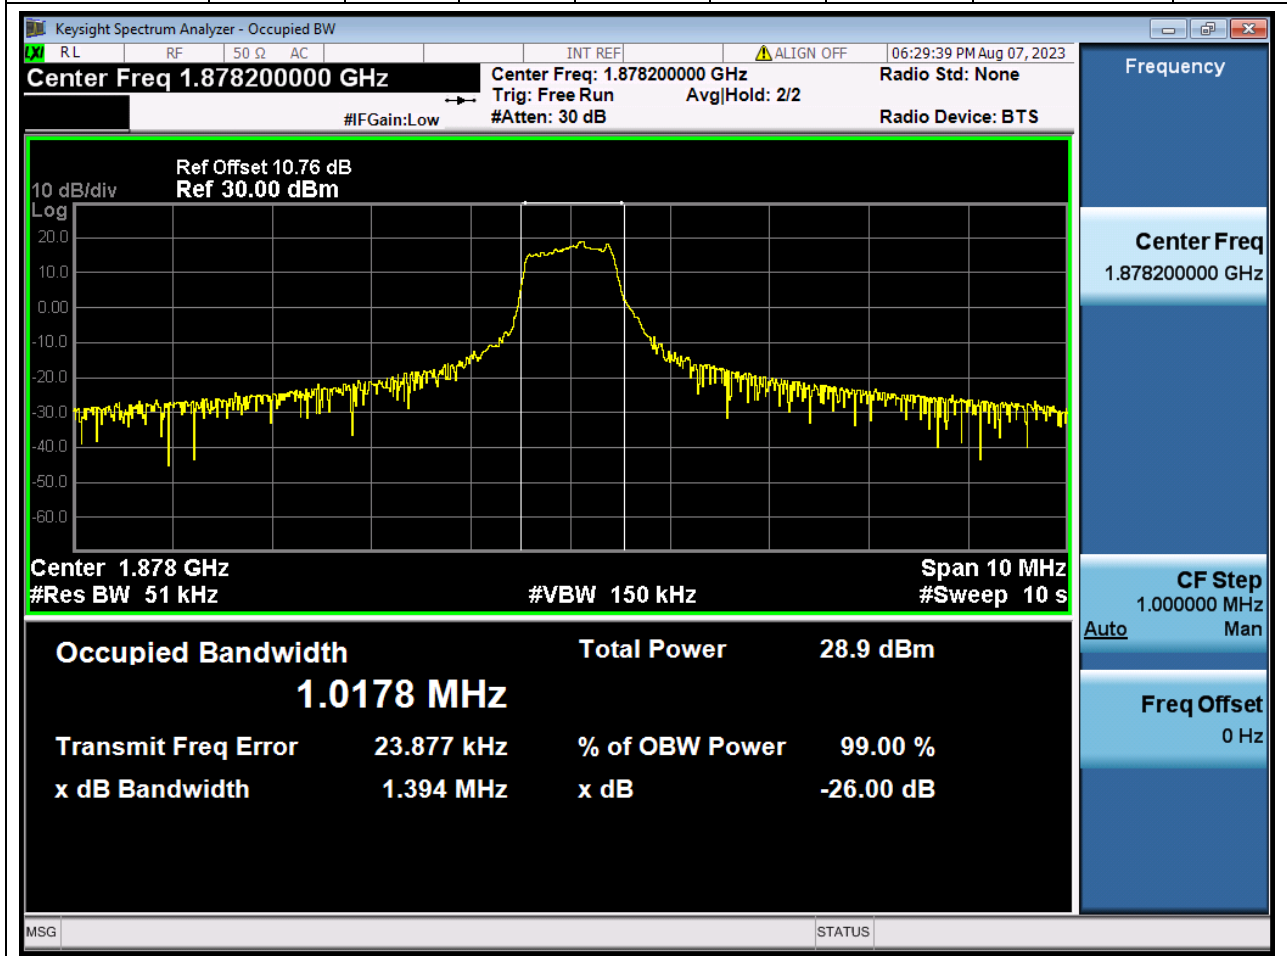 Keysight Spectrum Analyzer - Occupied BW
LXI RL RF 50 Ω AC INT REF ALIGN OFF 06:29:39 PM Aug 07, 2023
Center Freq 1.878200000 GHz
Center Freq: 1.878200000 GHz
Radio Std: None
Trig: Free Run Avg|Hold: 2/2
#IFGain:Low
#Atten: 30 dB
Radio Device: BTS
Ref Offset 10.76 dB
10 dB/div Ref 30.00 dBm
Log
20.0
10.0
0.00
-10.0
-20.0
-30.0
-40.0
-50.0
-60.0
Center 1.878 GHz Span 10 MHz
#Res BW 51 kHz #VBW 150 kHz #Sweep 10 s
Occupied Bandwidth Total Power 28.9 dBm
1.0178 MHz
Transmit Freq Error 23.877 kHz % of OBW Power 99.00 %
x dB Bandwidth 1.394 MHz x dB -26.00 dB
MSG STATUS
Frequency
Center Freq
1.878200000 GHz
CF Step
1.000000 MHz
Auto Man
Freq Offset
0 Hz